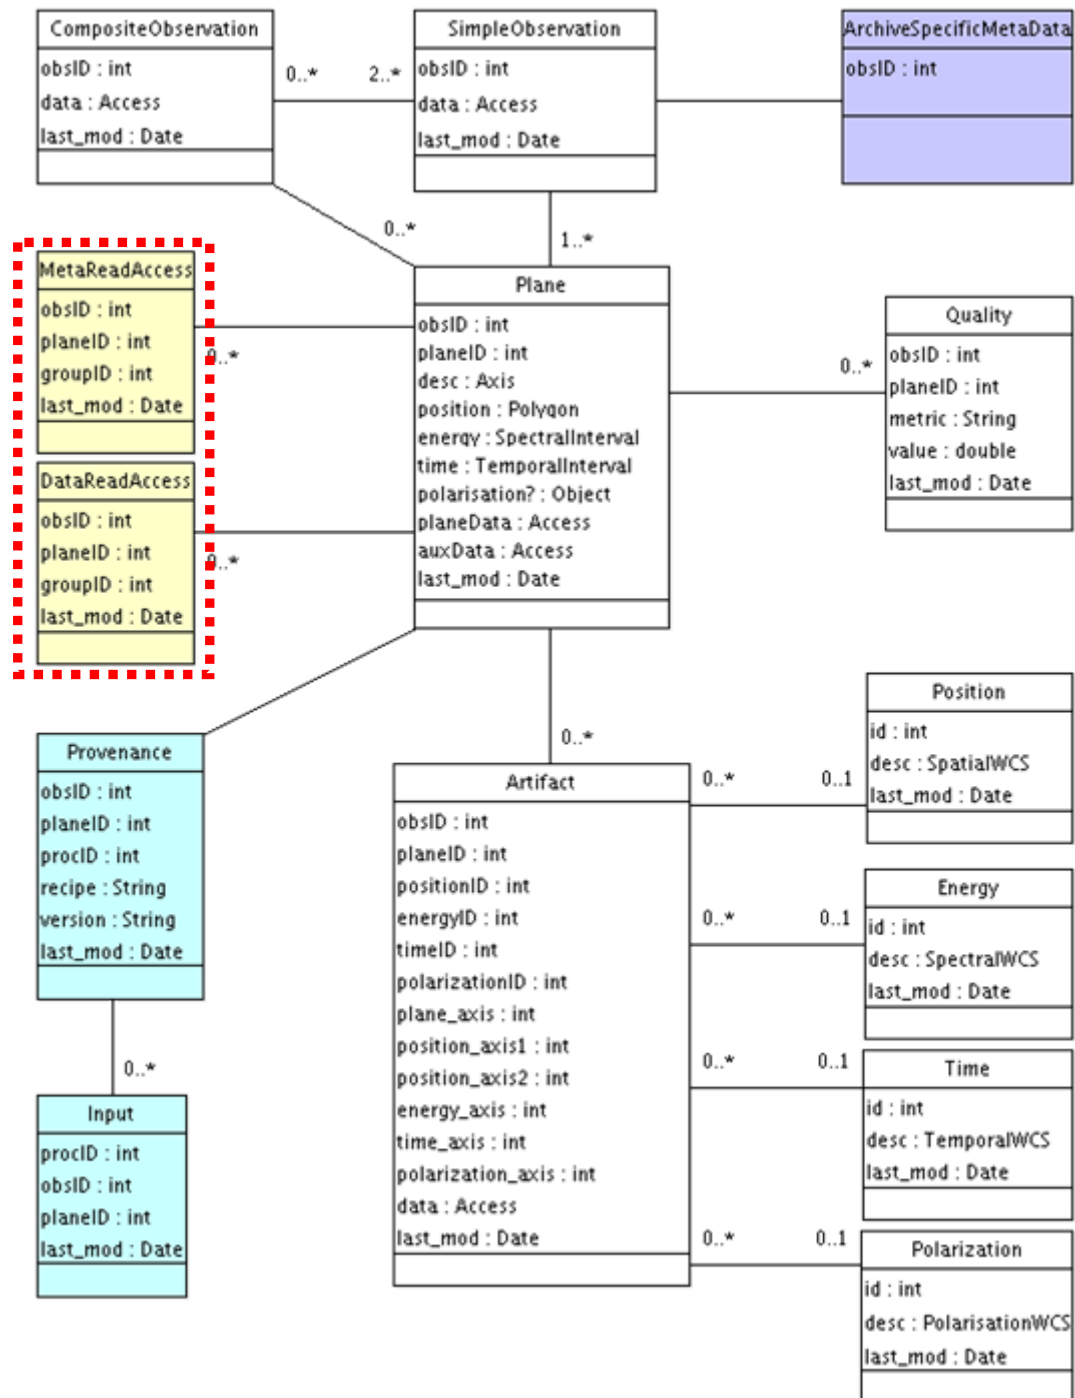 CompositeObservation
obsID : int
data : Access
last_mod : Date
0..*
2..*
SimpleObservation
obsID : int
data : Access
last_mod : Date
ArchiveSpecificMetaData
obsID : int
0..*
1..*
MetaReadAccess
obsID : int
planeID : int
groupID : int
last_mod : Date
0..*
DataReadAccess
obsID : int
planeID : int
groupID : int
last_mod : Date
0..*
Plane
obsID : int
planeID : int
desc : Axis
position : Polygon
energy : SpectralInterval
time : TemporalInterval
polarisation? : Object
planeData : Access
auxData : Access
last_mod : Date
0..*
Quality
obsID : int
planeID : int
metric : String
value : double
last_mod : Date
Provenance
obsID : int
planeID : int
procID : int
recipe : String
version : String
last_mod : Date
0..*
Input
procID : int
obsID : int
planeID : int
last_mod : Date
0..*
Artifact
obsID : int
planeID : int
positionID : int
energyID : int
timeID : int
polarizationID : int
plane_axis : int
position_axis1 : int
position_axis2 : int
energy_axis : int
time_axis : int
polarization_axis : int
data : Access
last_mod : Date
0..*
0..1
Position
id : int
desc : SpatialWCS
last_mod : Date
0..*
0..1
Energy
id : int
desc : SpectralWCS
last_mod : Date
0..*
0..1
Time
id : int
desc : TemporalWCS
last_mod : Date
0..*
0..1
Polarization
id : int
desc : PolarisationWCS
last_mod : Date